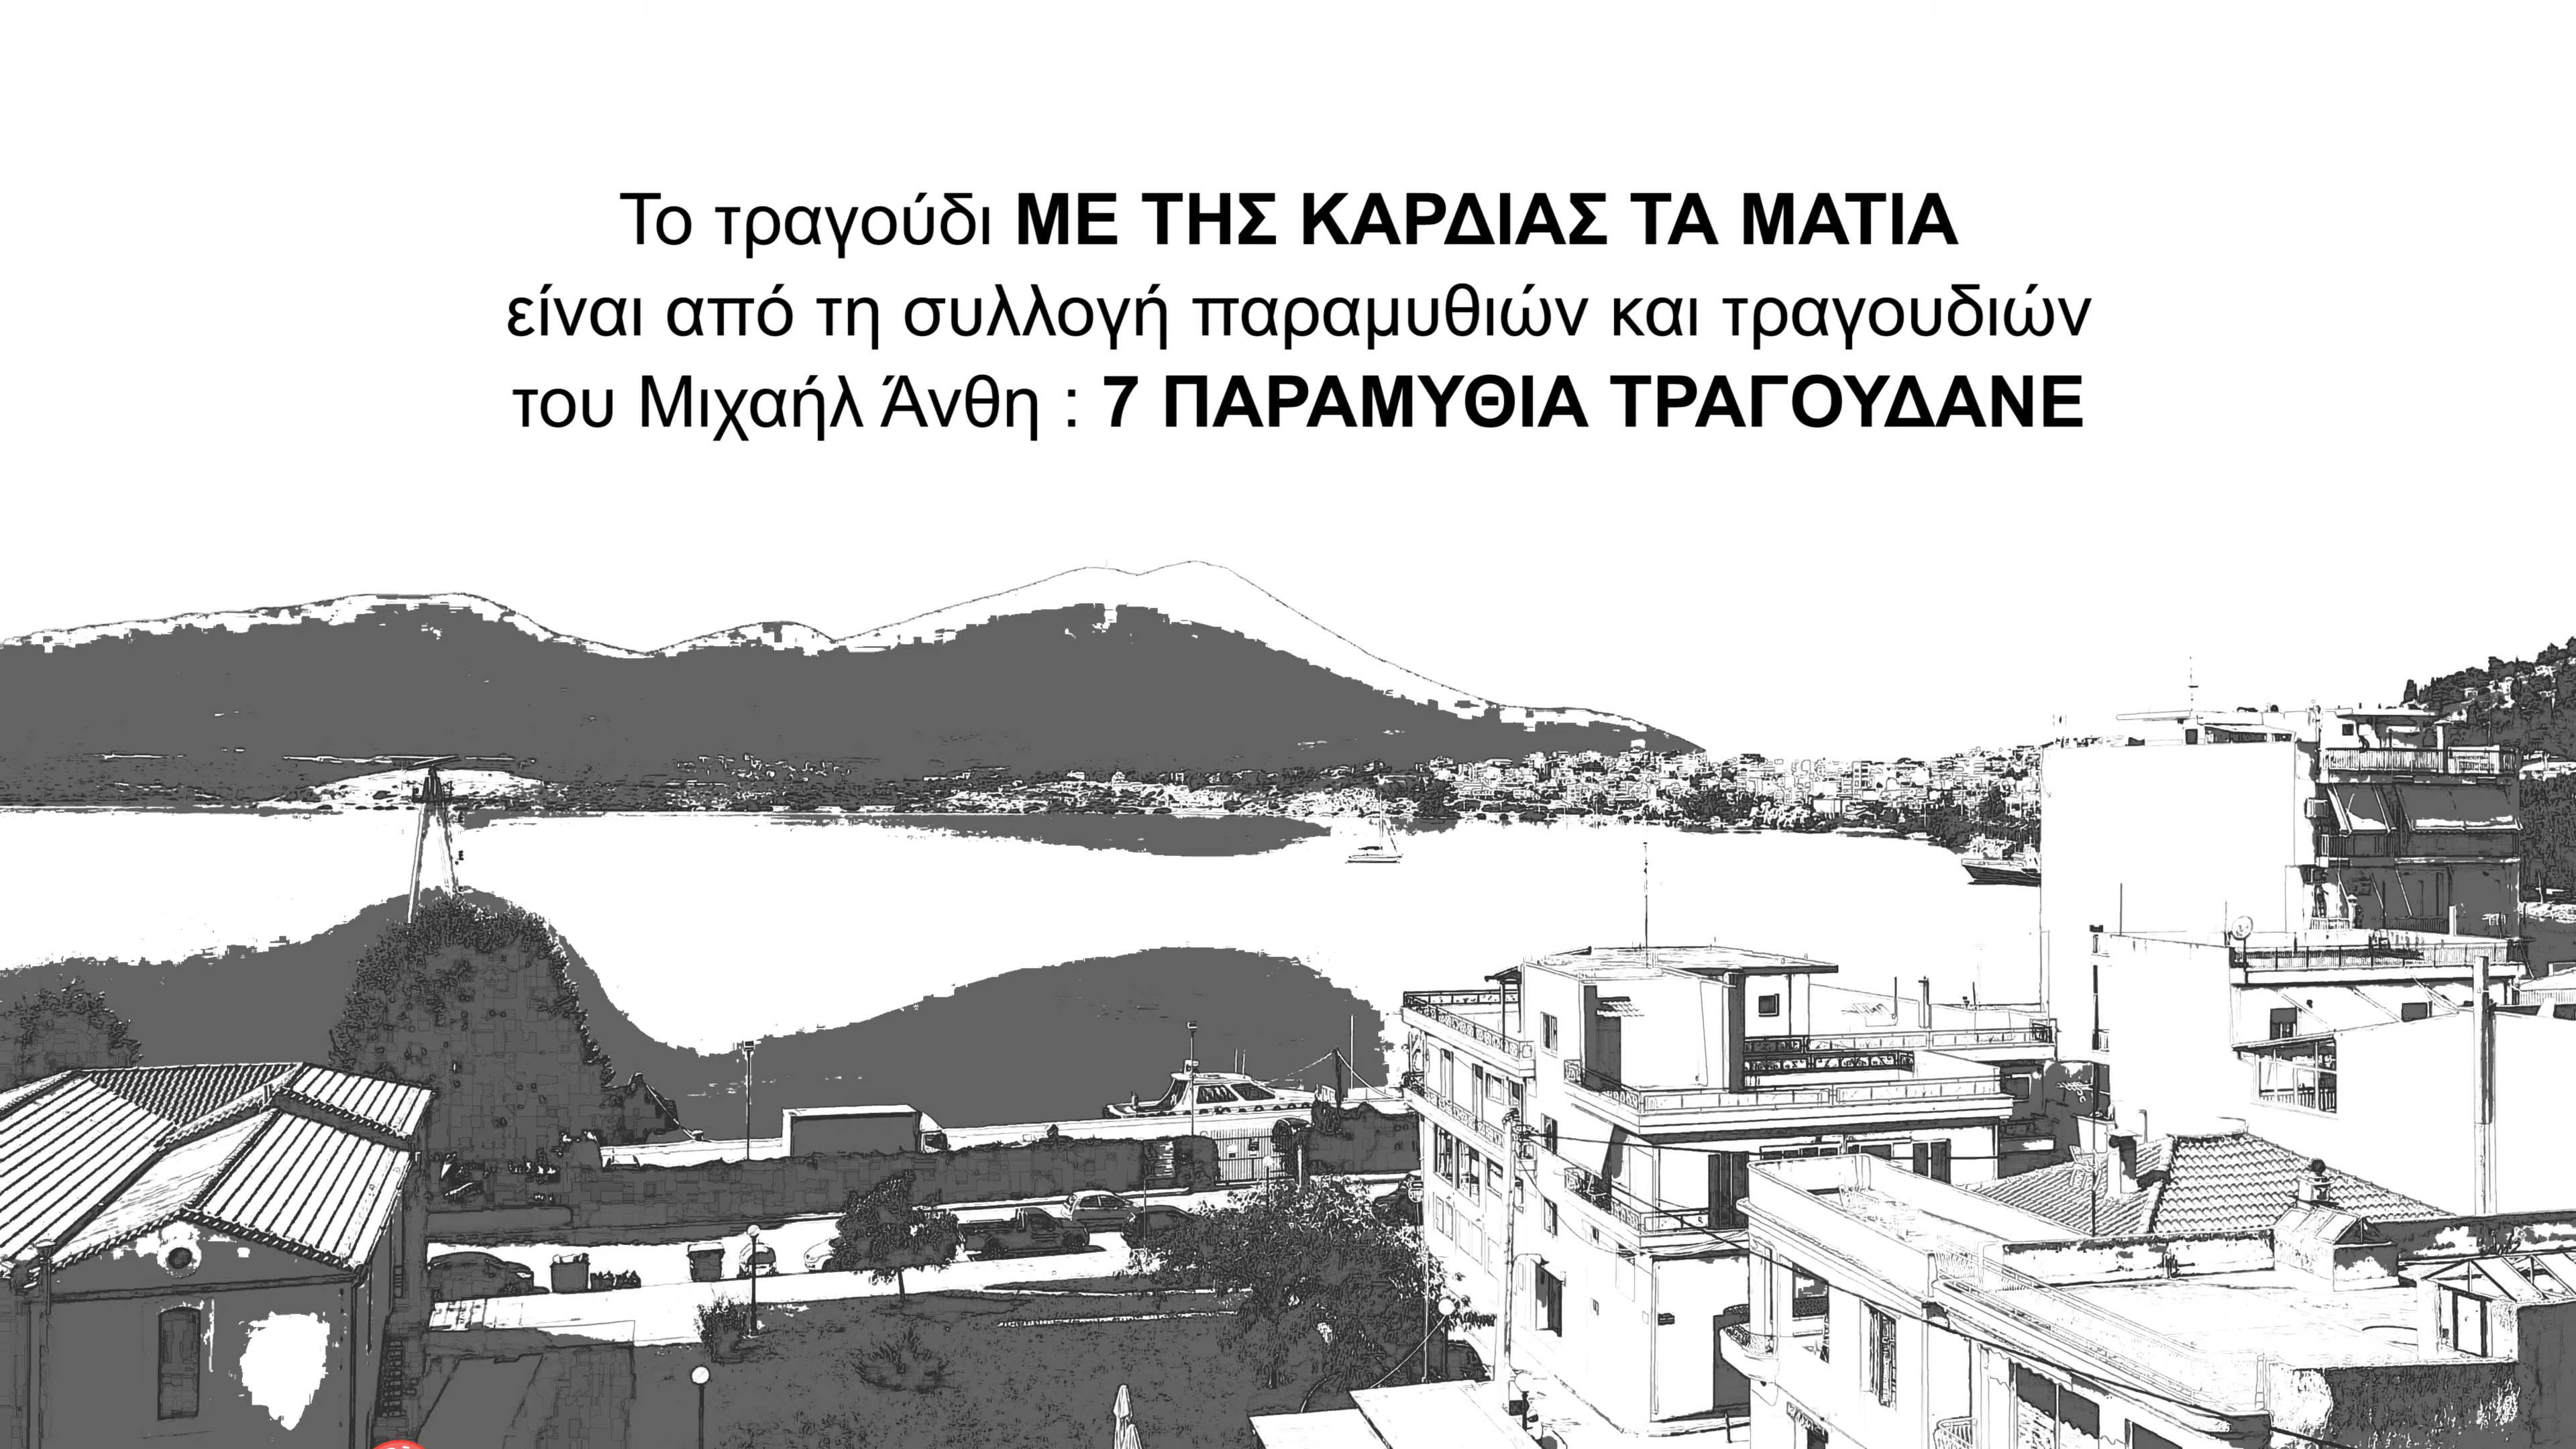 Το τραγούδι ΜΕ ΤΗΣ ΚΑΡΔΙΑΣ ΤΑ ΜΑΤΙΑ
είναι από τη συλλογή παραμυθιών και τραγουδιών
του Μιχαήλ Άνθη : 7 ΠΑΡΑΜΥΘΙΑ ΤΡΑΓΟΥΔΑΝΕ